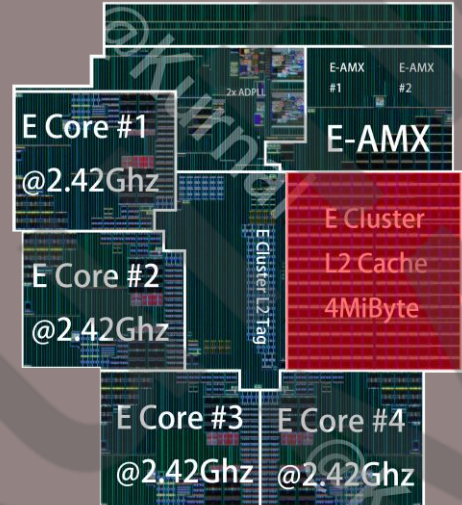 @Kurnal
2x ADPLL
E-AMX
#1
E-AMX
#2
E-AMX
E Core #1
@2.42Ghz
E Cluster L2 Tag
E Cluster
L2 Cache
4MiByte
E Core #2
@2.42Ghz
E Core #3
@2.42Ghz
E Core #4
@2.42Ghz